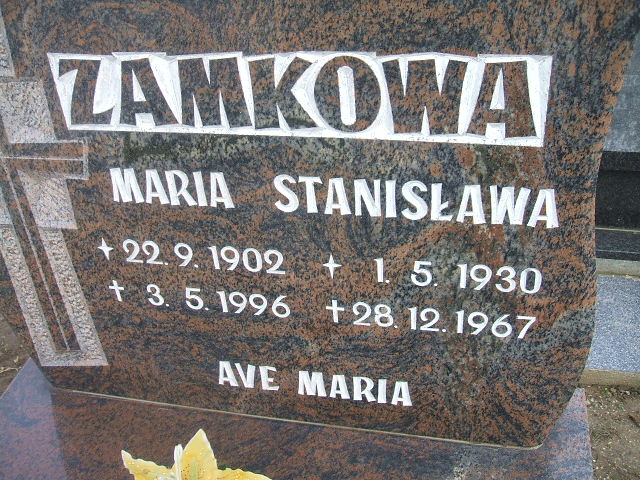 ZAMKOWA
MARIA STANISŁAWA
22.9.1902 1.5.1930
† 3.5.1996 † 28.12.1967
AVE MARIA